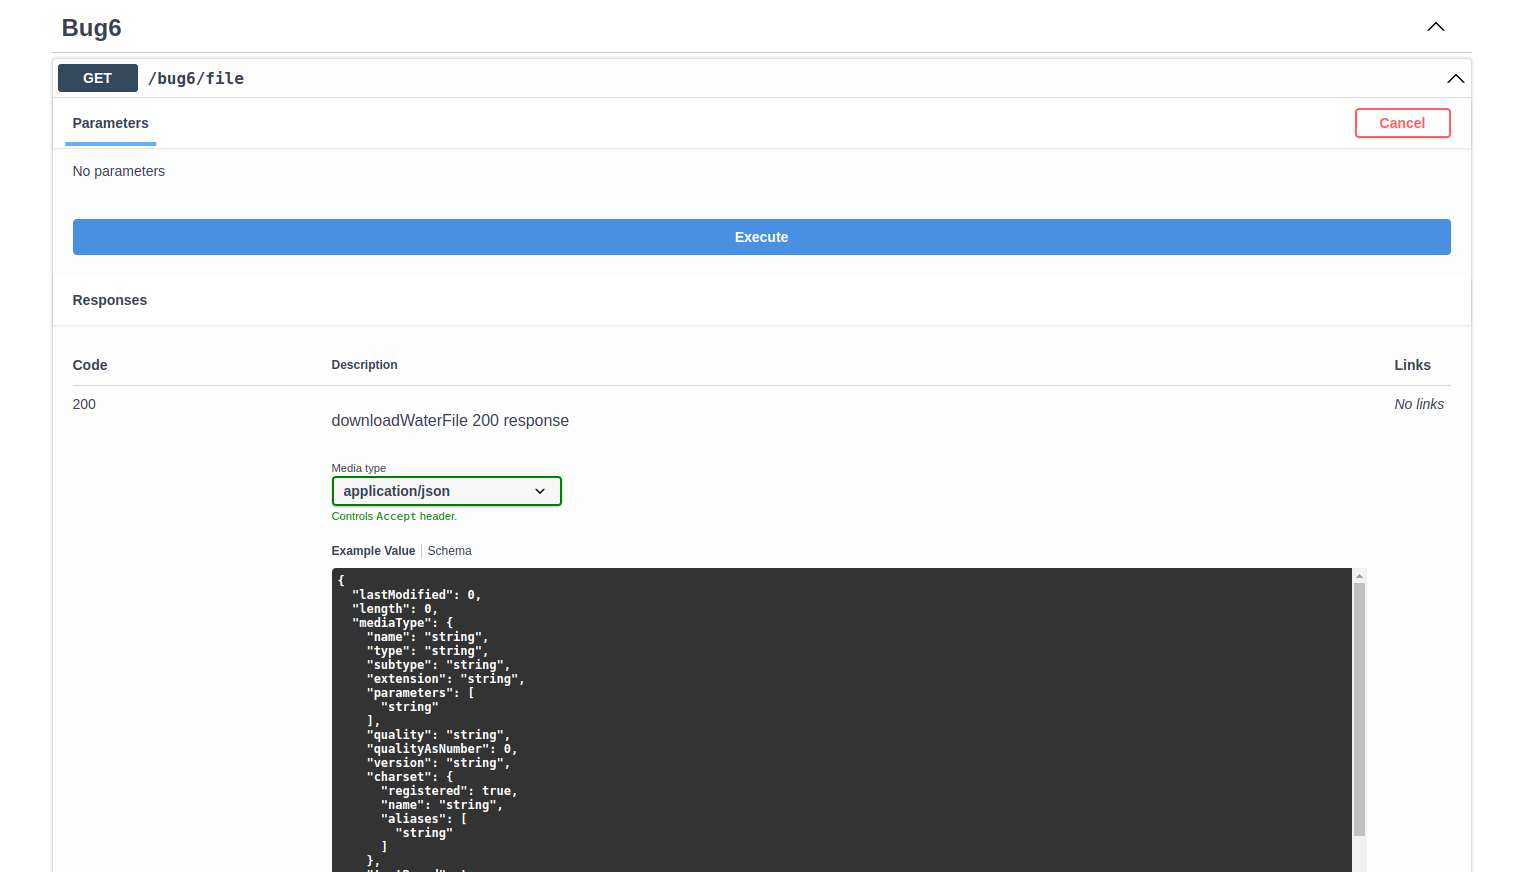 Bug6
GET /bug6/file
Parameters
Cancel
No parameters
Execute
Responses
Code Description Links
200 No links
downloadWaterFile 200 response
Media type
application/json
Controls Accept header.
Example Value Schema
{
  "lastModified": 0,
  "length": 0,
  "mediaType": {
    "name": "string",
    "type": "string",
    "subtype": "string",
    "extension": "string",
    "parameters": [
      "string"
    ],
    "quality": "string",
    "qualityAsNumber": 0,
    "version": "string",
    "charset": {
      "registered": true,
      "name": "string",
      "aliases": [
        "string"
      ]
    },